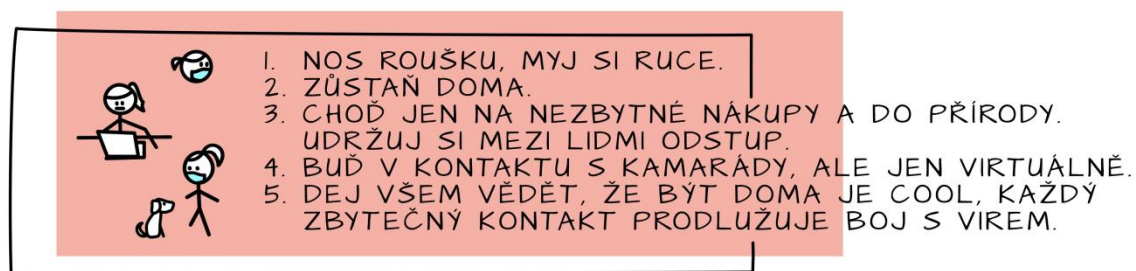 1. NOS ROUŠKU, MYJ SI RUCE.
2. ZŮSTAŇ DOMA.
3. CHOĎ JEN NA NEZBYTNÉ NÁKUPY A DO PŘÍRODY.
UDRŽUJ SI MEZI LIDMI ODSTUP.
4. BUĎ V KONTAKTU S KAMARÁDY, ALE JEN VIRTUÁLNĚ.
5. DEJ VŠEM VĚDĚT, ŽE BÝT DOMA JE COOL, KAŽDÝ
ZBYTEČNÝ KONTAKT PRODLUŽUJE BOJ S VIREM.